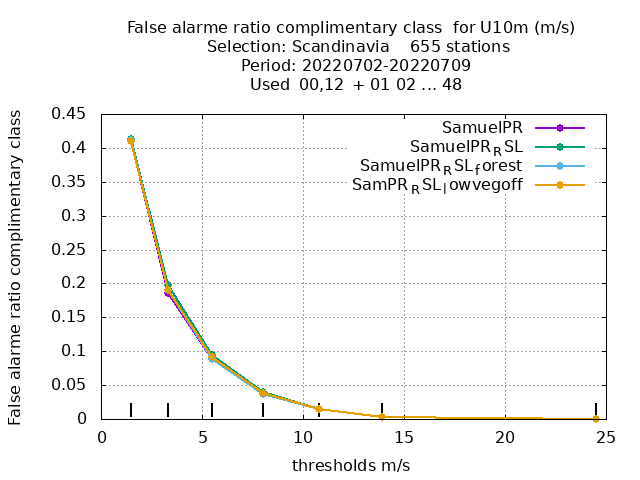 False alarme ratio complimentary class  for U10m (m/s)
Selection: Scandinavia    655 stations
Period: 20220702-20220709
Used  00,12  + 01 02 ... 48
False alarme ratio complimentary class
0.45
0.4
0.35
0.3
0.25
0.2
0.15
0.1
0.05
0
SamuelPR
SamuelPR_RSL
SamuelPR_RSL_forest
SamPR_RSL_lowvegoff
0 5 10 15 20 25
thresholds m/s